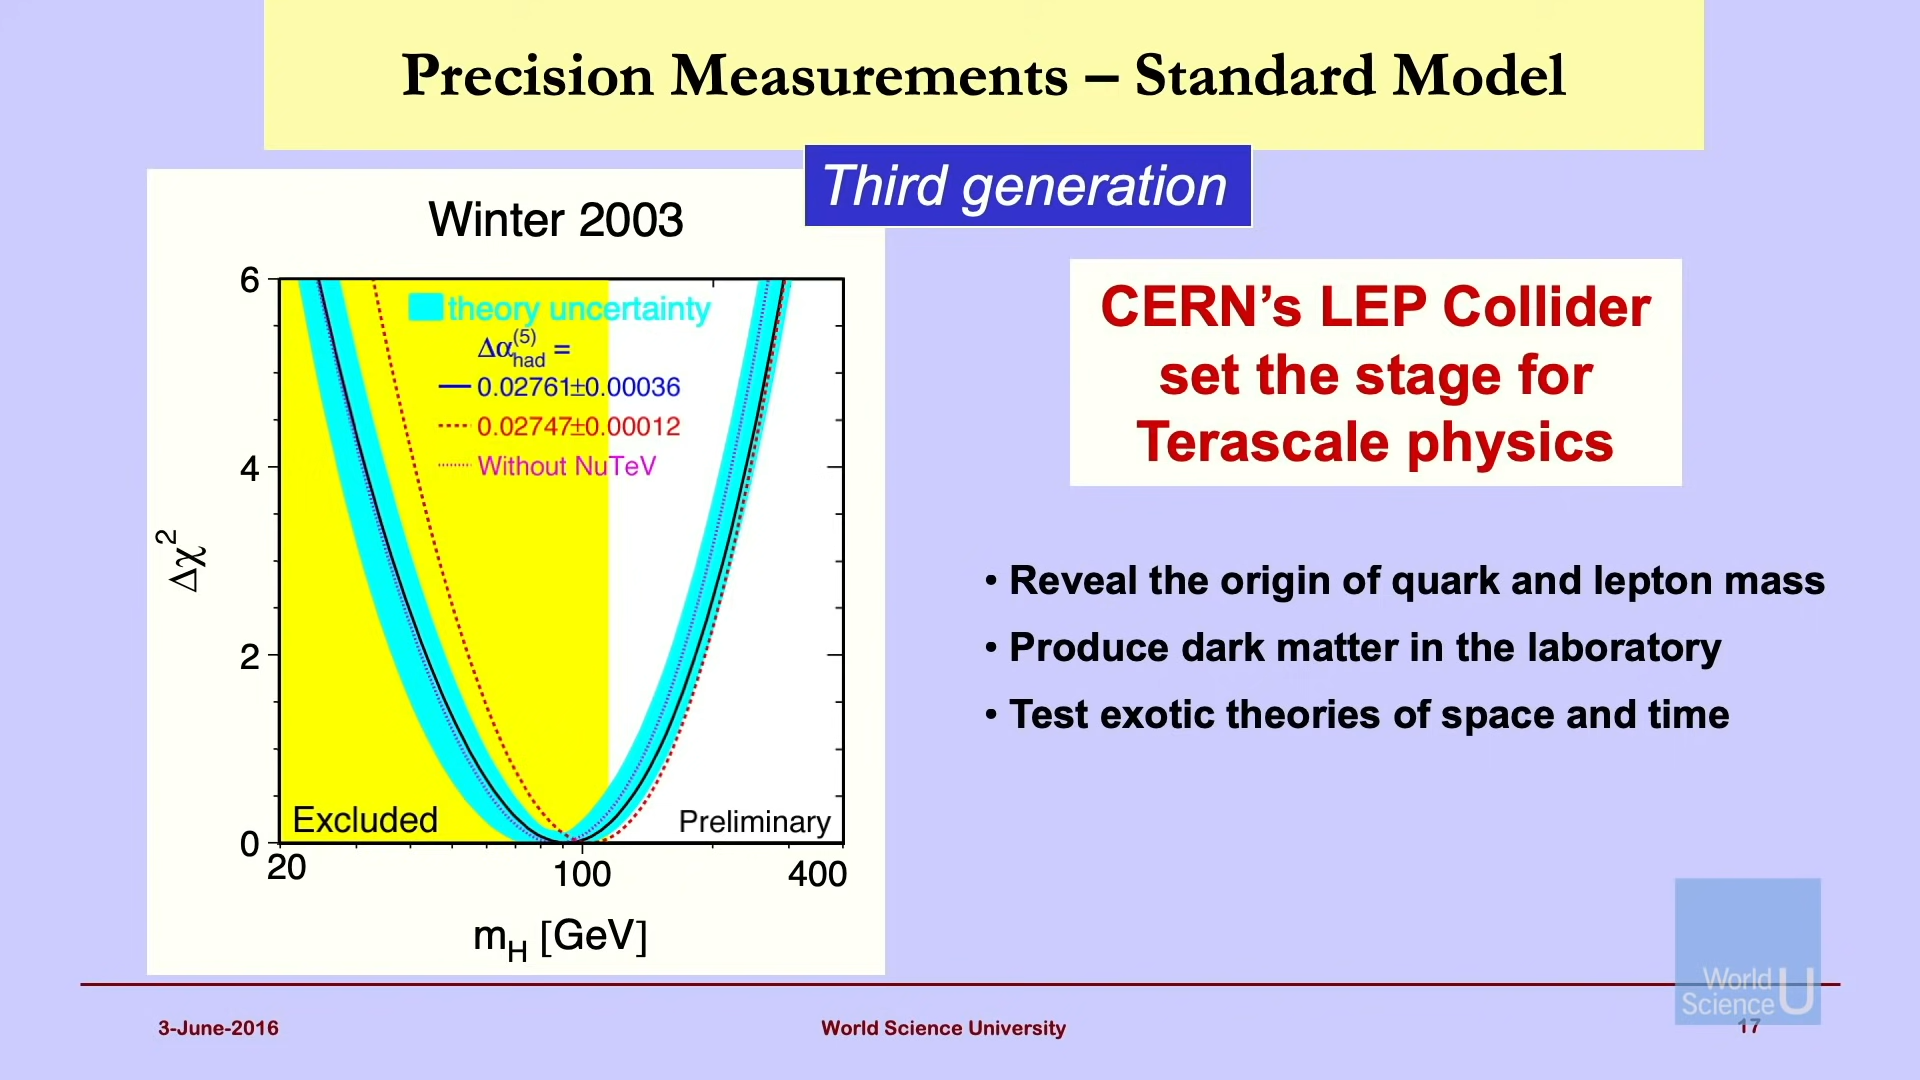 Precision Measurements – Standard Model
Third generation
Winter 2003
6
4
2
0
Δχ²
theory uncertainty
Δα(5)had =
0.02761±0.00036
0.02747±0.00012
Without NuTeV
Excluded
Preliminary
20
100
400
mH [GeV]
CERN’s LEP Collider
set the stage for
Terascale physics
• Reveal the origin of quark and lepton mass
• Produce dark matter in the laboratory
• Test exotic theories of space and time
World
Science U
3-June-2016
World Science University
17